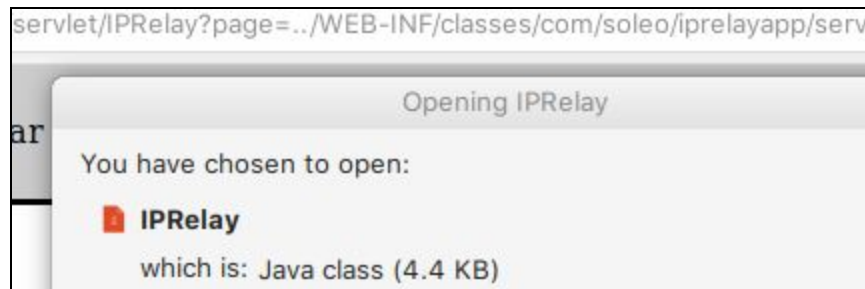 servlet/IPRelay?page=../WEB-INF/classes/com/soleo/iprelayapp/serv
Opening IPRelay
ar
You have chosen to open:
IPRelay
which is: Java class (4.4 KB)